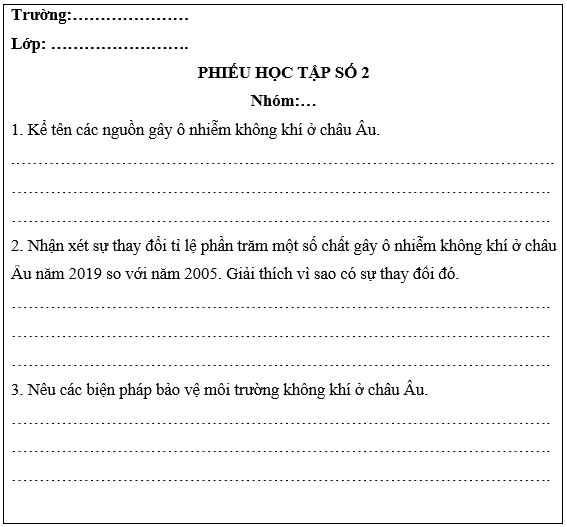 Trường:…………………
Lớp: …………………….
PHIẾU HỌC TẬP SỐ 2
Nhóm:…
1. Kể tên các nguồn gây ô nhiễm không khí ở châu Âu.
………………………………………………………………………………………
………………………………………………………………………………………
………………………………………………………………………………………
2. Nhận xét sự thay đổi tỉ lệ phần trăm một số chất gây ô nhiễm không khí ở châu
Âu năm 2019 so với năm 2005. Giải thích vì sao có sự thay đổi đó.
………………………………………………………………………………………
………………………………………………………………………………………
………………………………………………………………………………………
3. Nêu các biện pháp bảo vệ môi trường không khí ở châu Âu.
………………………………………………………………………………………
………………………………………………………………………………………
………………………………………………………………………………………